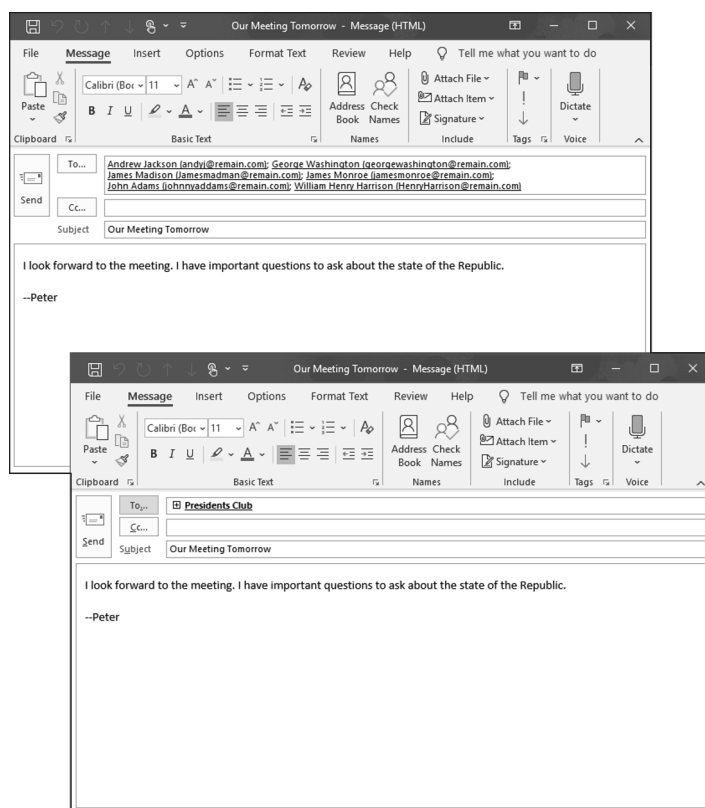 Our Meeting Tomorrow - Message (HTML)
File Message Insert Options Format Text Review Help Tell me what you want to do
Calibri (Boc 11
Paste
B I U A
Address Book
Check Names
Attach File
Attach Item
Signature
Dictate
Clipboard Basic Text Names Include Tags Voice
To... Andrew Jackson (andyj@remain.com); George Washington (georgewashington@remain.com);
James Madison (Jamesmadman@remain.com); James Monroe (jamesmonroe@remain.com);
John Adams (johnnyaddams@remain.com); William Henry Harrison (HenryHarrison@remain.com)
Send
Cc...
Subject Our Meeting Tomorrow
I look forward to the meeting. I have important questions to ask about the state of the Republic.
--Peter
Our Meeting Tomorrow - Message (HTML)
File Message Insert Options Format Text Review Help Tell me what you want to do
Calibri (Boc 11
Paste
B I U A
Address Book
Check Names
Attach File
Attach Item
Signature
Dictate
Clipboard Basic Text Names Include Tags Voice
To... Presidents Club
Send
Cc...
Subject Our Meeting Tomorrow
I look forward to the meeting. I have important questions to ask about the state of the Republic.
--Peter